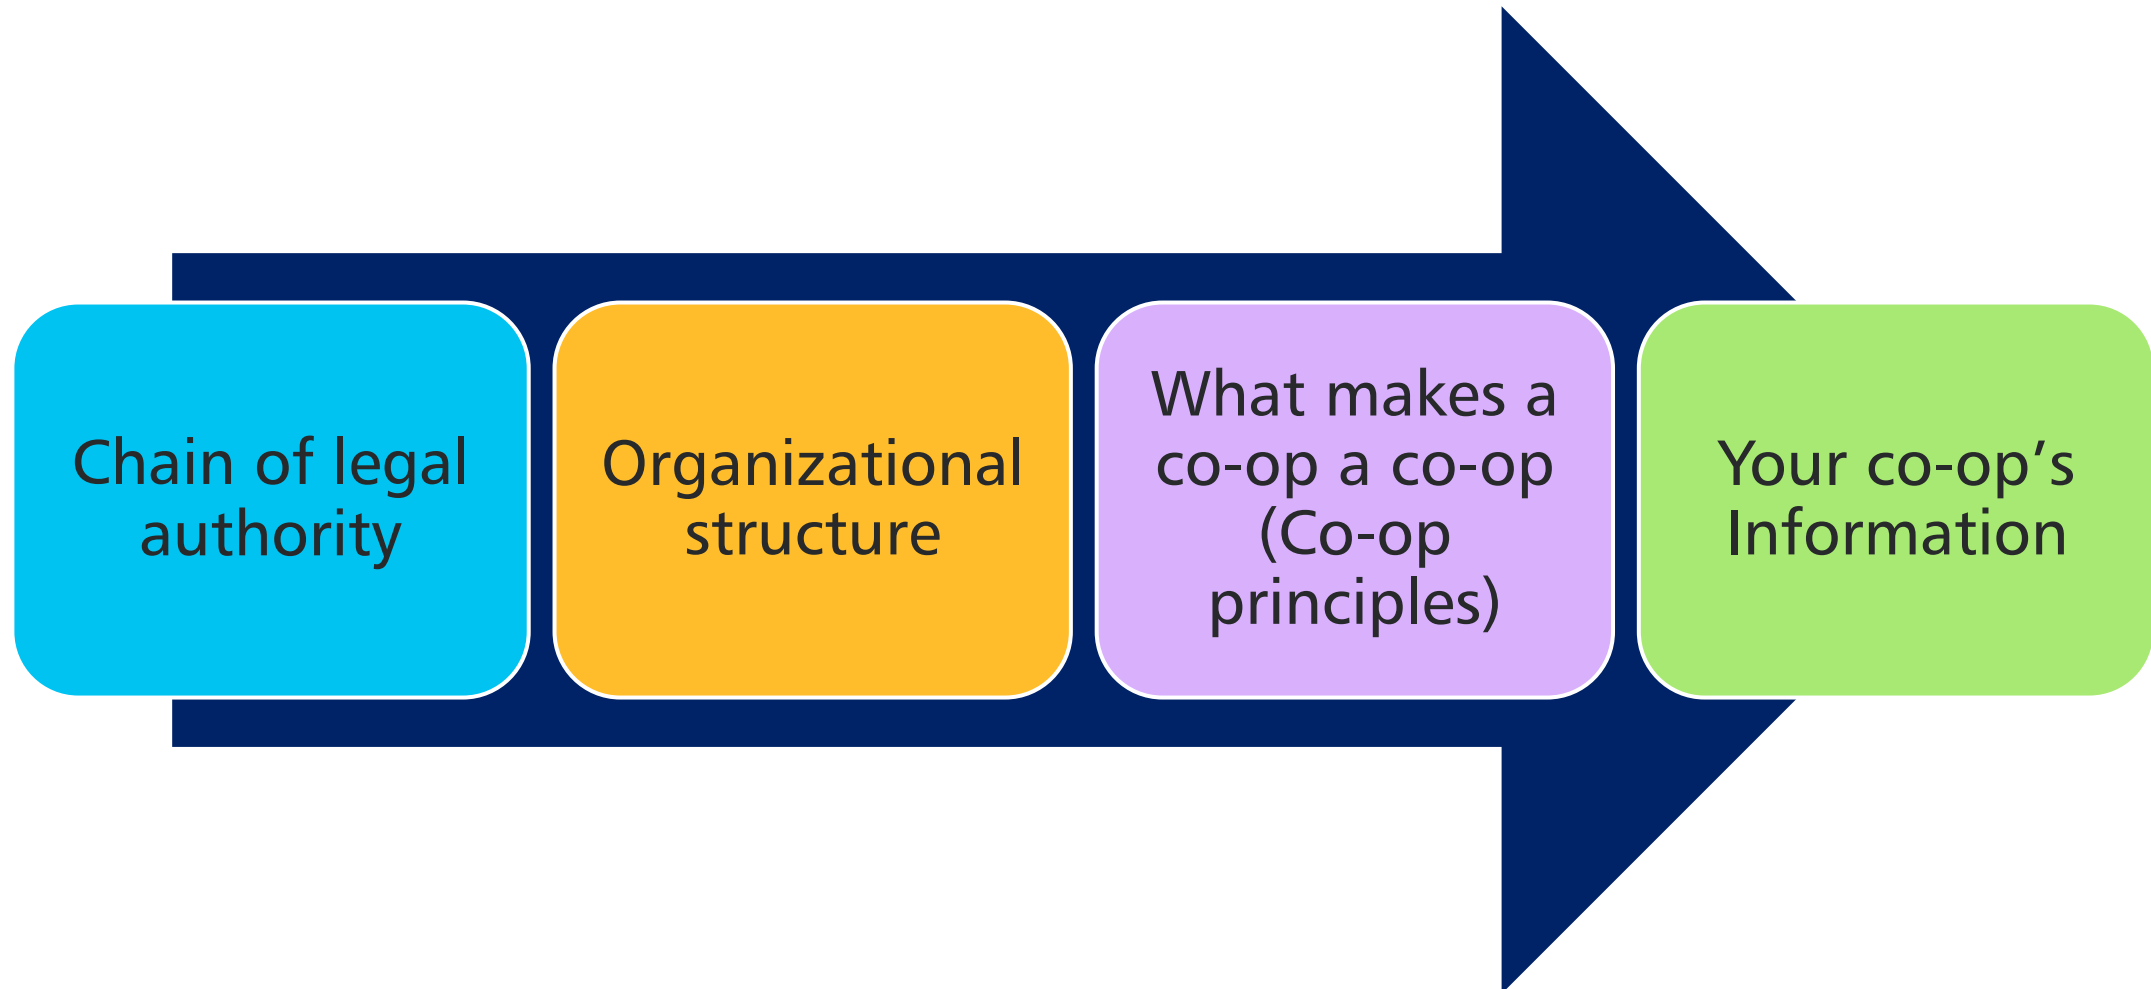 Chain of legal
authority
Organizational
structure
What makes a
co-op a co-op
(Co-op
principles)
Your co-op’s
Information